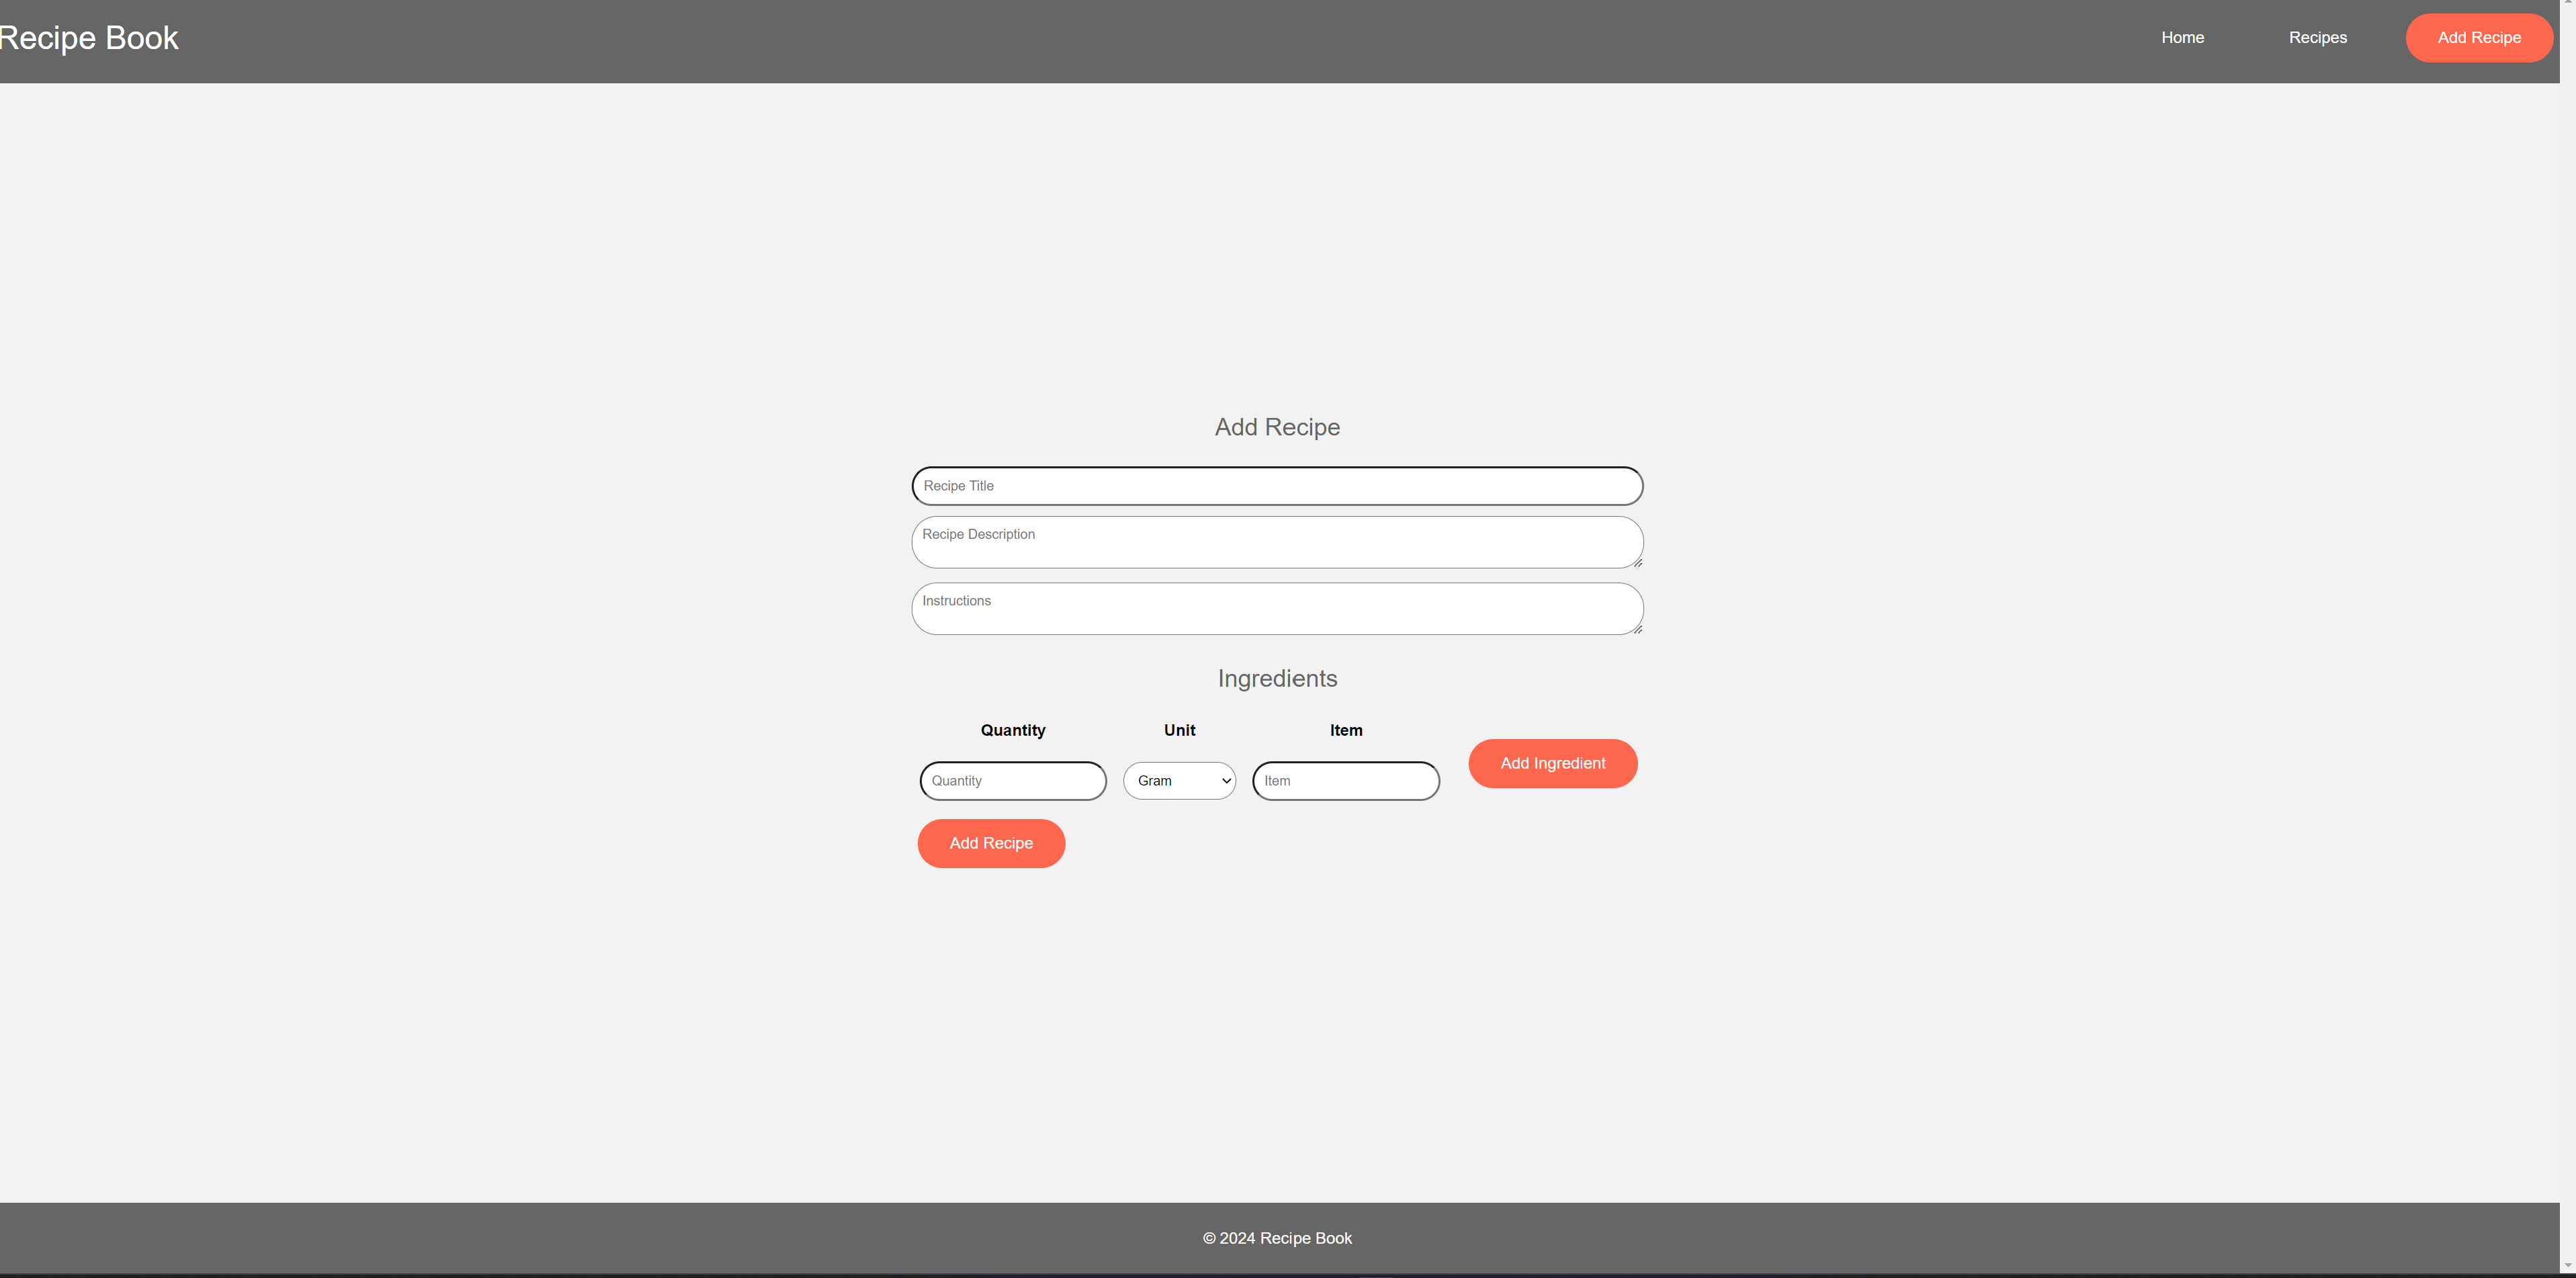 Recipe Book
Home
Recipes
Add Recipe
Add Recipe
Recipe Title
Recipe Description
Instructions
Ingredients
Quantity Unit Item
Quantity Gram Item
Add Ingredient
Add Recipe
© 2024 Recipe Book